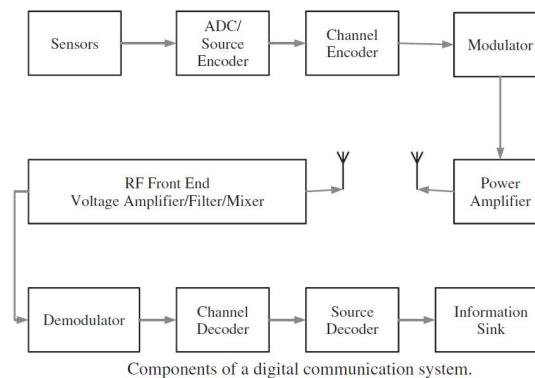 Sensors
ADC/
Source
Encoder
Channel
Encoder
Modulator
RF Front End
Voltage Amplifier/Filter/Mixer
Power
Amplifier
Demodulator
Channel
Decoder
Source
Decoder
Information
Sink
Components of a digital communication system.